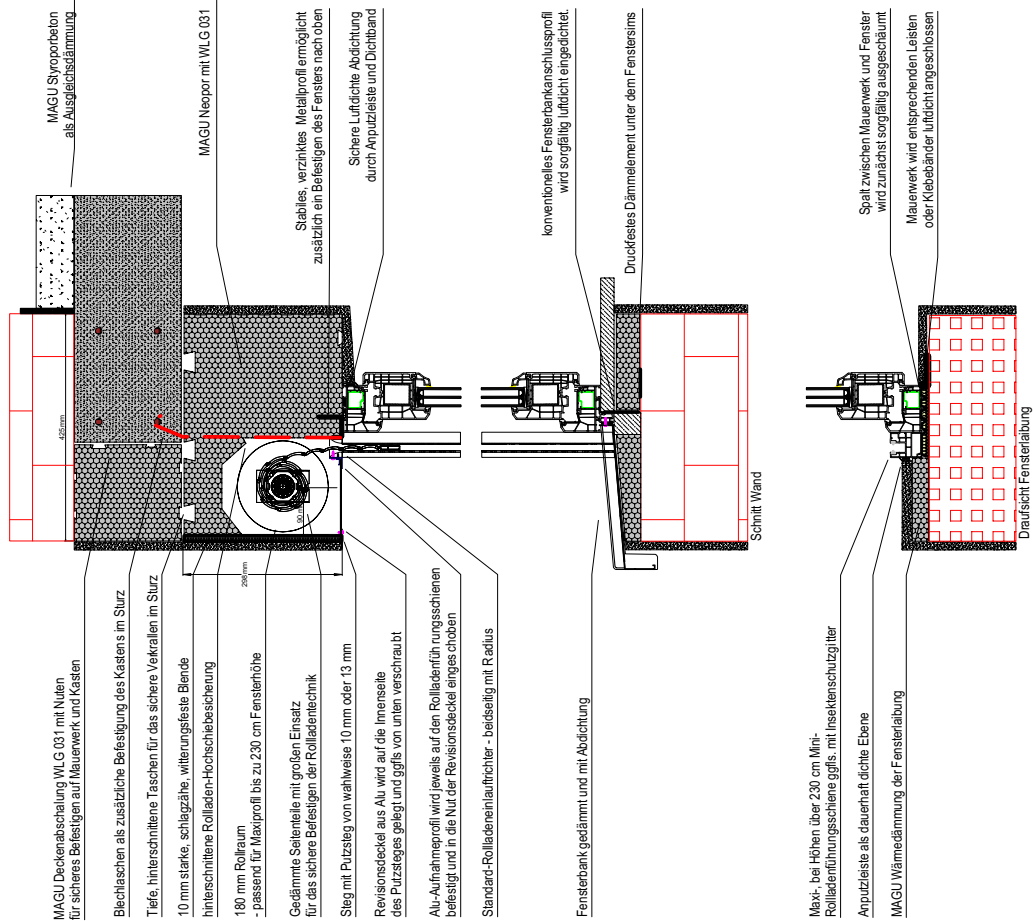 MAGU Styroporbeton
als Ausgleichsdämmung
MAGU Neopor mit WLG 031
Stabiles, verzinktes Metallprofil ermöglicht
zusätzlich ein Befestigen des Fensters nach oben
Sichere Luftdichte Abdichtung
durch Anputzleiste und Dichtband
konventionelles Fensterbankanschlussprofil
wird sorgfältig luftdicht eingedichtet.
Druckfestes Dämmelement unter dem Fenstersims
Spalt zwischen Mauerwerk und Fenster
wird zunächst sorgfältig ausgeschäumt
Mauerwerk wird entsprechenden Leisten
oder Klebebänder luftdicht angeschlossen
425mm
298mm
90 m
Schnitt Wand
Draufsicht Fensterlaibung
MAGU Deckenabschalung WLG 031 mit Nuten
für sicheres Befestigen auf Mauerwerk und Kasten
Blechlaschen als zusätzliche Befestigung des Kastens im Sturz
Tiefe, hinterschnittene Taschen für das sichere Verkrallen im Sturz
10 mm starke, schlagzähe, witterungsfeste Blende
hinterschnittene Rollladen-Hochschiebesicherung
180 mm Rollraum
- passend für Maxiprofil bis zu 230 cm Fensterhöhe
Gedämmte Seitenteile mit großen Einsatz
für das sichere Befestigen der Rollladentechnik
Steg mit Putzsteg von wahlweise 10 mm oder 13 mm
Revisionsdeckel aus Alu wird auf die Innenseite
des Putzsteges gelegt und ggfls von unten verschraubt
Alu-Aufnahmeprofil wird jeweils auf den Rollladenführungsschienen
befestigt und in die Nut der Revisionsdeckel eingeschoben
Standard-Rollladeneinlauftrichter - beidseitig mit Radius
Fensterbank gedämmt und mit Abdichtung
Maxi-, bei Höhen über 230 cm Mini-
Rolladenführungsschiene ggfls. mit Insektenschutzgitter
Anputzleiste als dauerhaft dichte Ebene
MAGU Wärmedämmung der Fensterlaibung